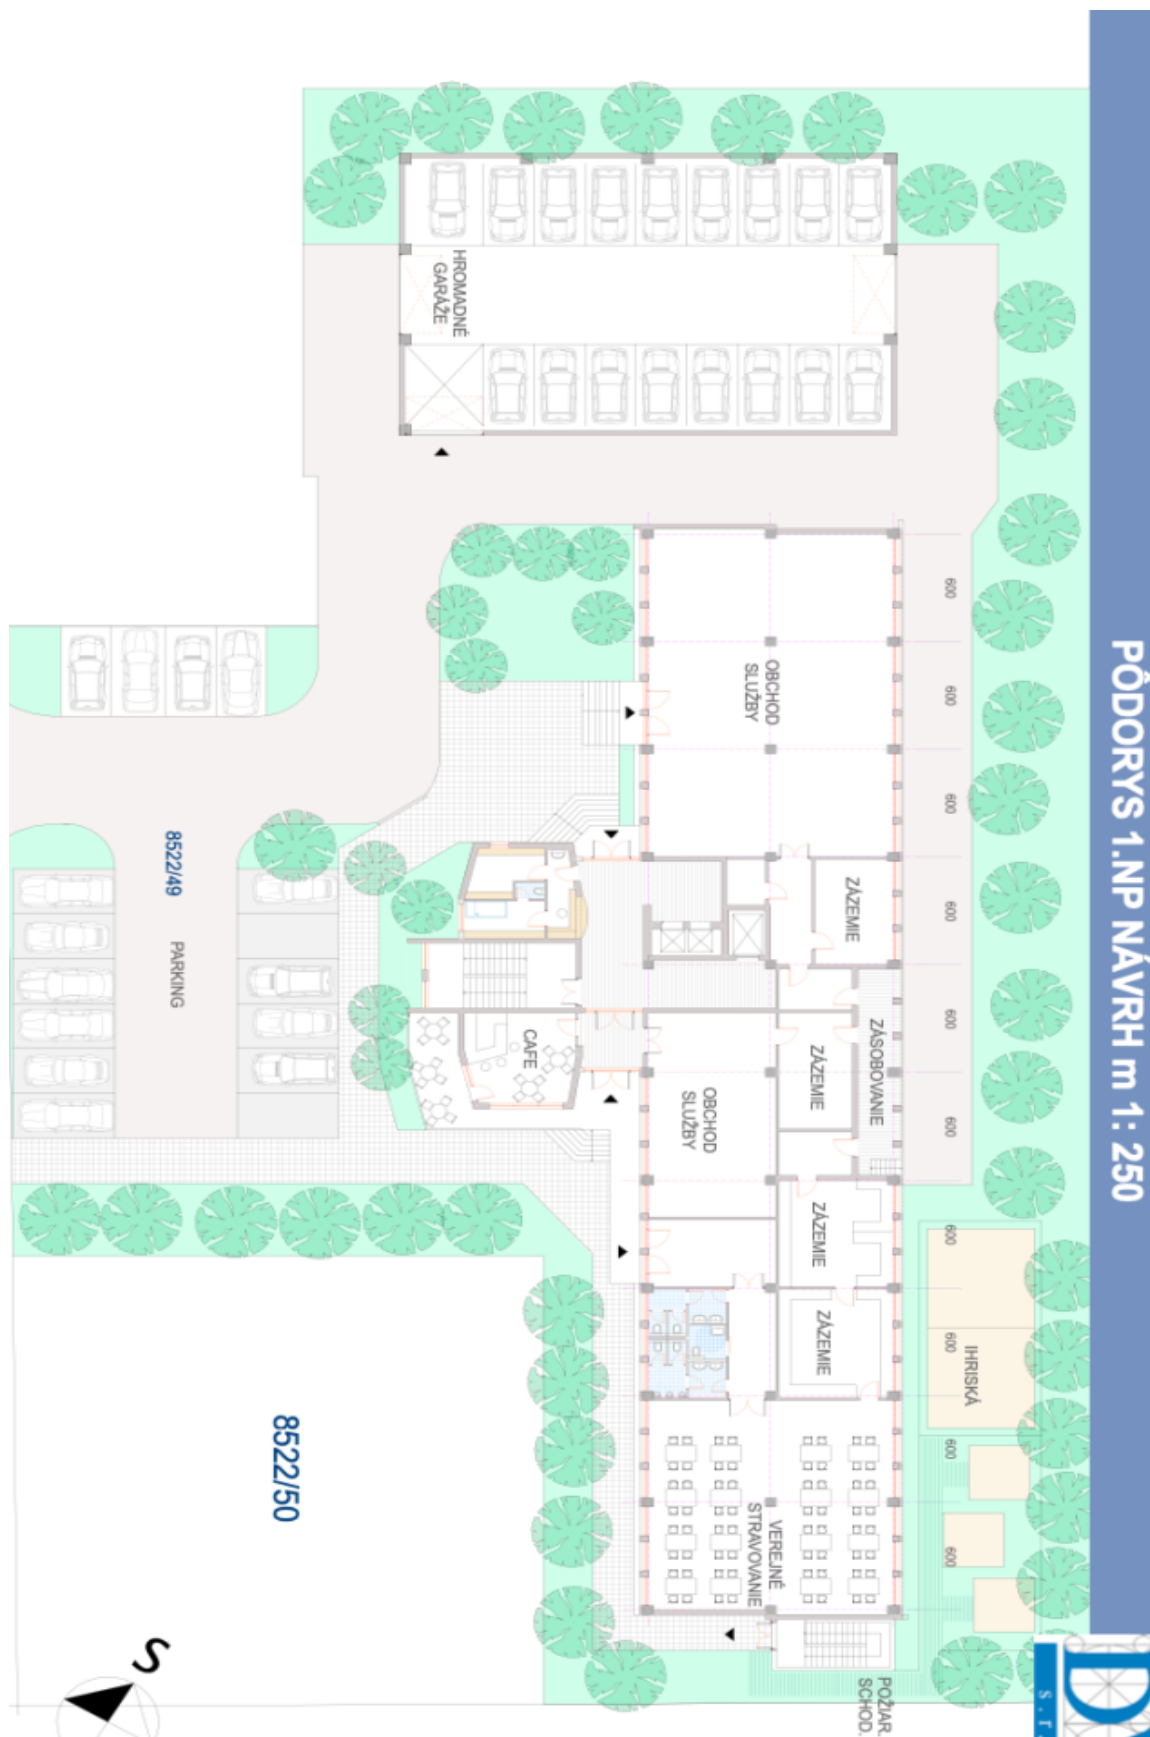 PÔDORYS 1.NP NÁVRH m 1: 250
HROMADNÉ
GARÁŽE
OBCHOD
SLUŽBY
600
600
600
600
600
600
600
600
600
600
ZÁZEMIE
ZÁSOBOVANIE
ZÁZEMIE
CAFE
OBCHOD
SLUŽBY
ZÁZEMIE
ZÁZEMIE
IHRISKÁ
VEREJNÉ
STRAVOVANIE
POŽIAR.
SCHOD.
8522/49
PARKING
8522/50
S
D
s.r.